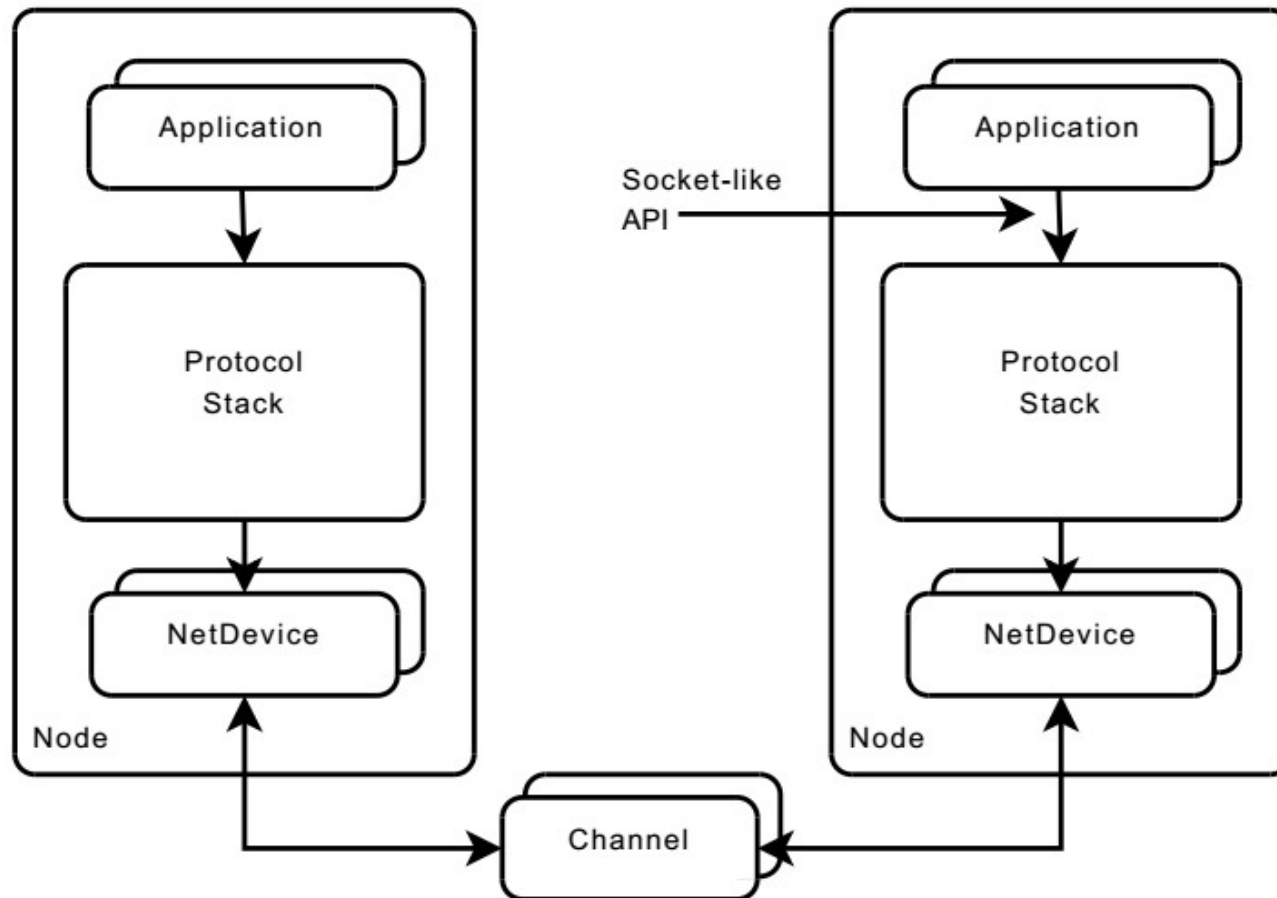 Application
Application
Socket-like
API
Protocol
Stack
Protocol
Stack
NetDevice
NetDevice
Node
Node
Channel